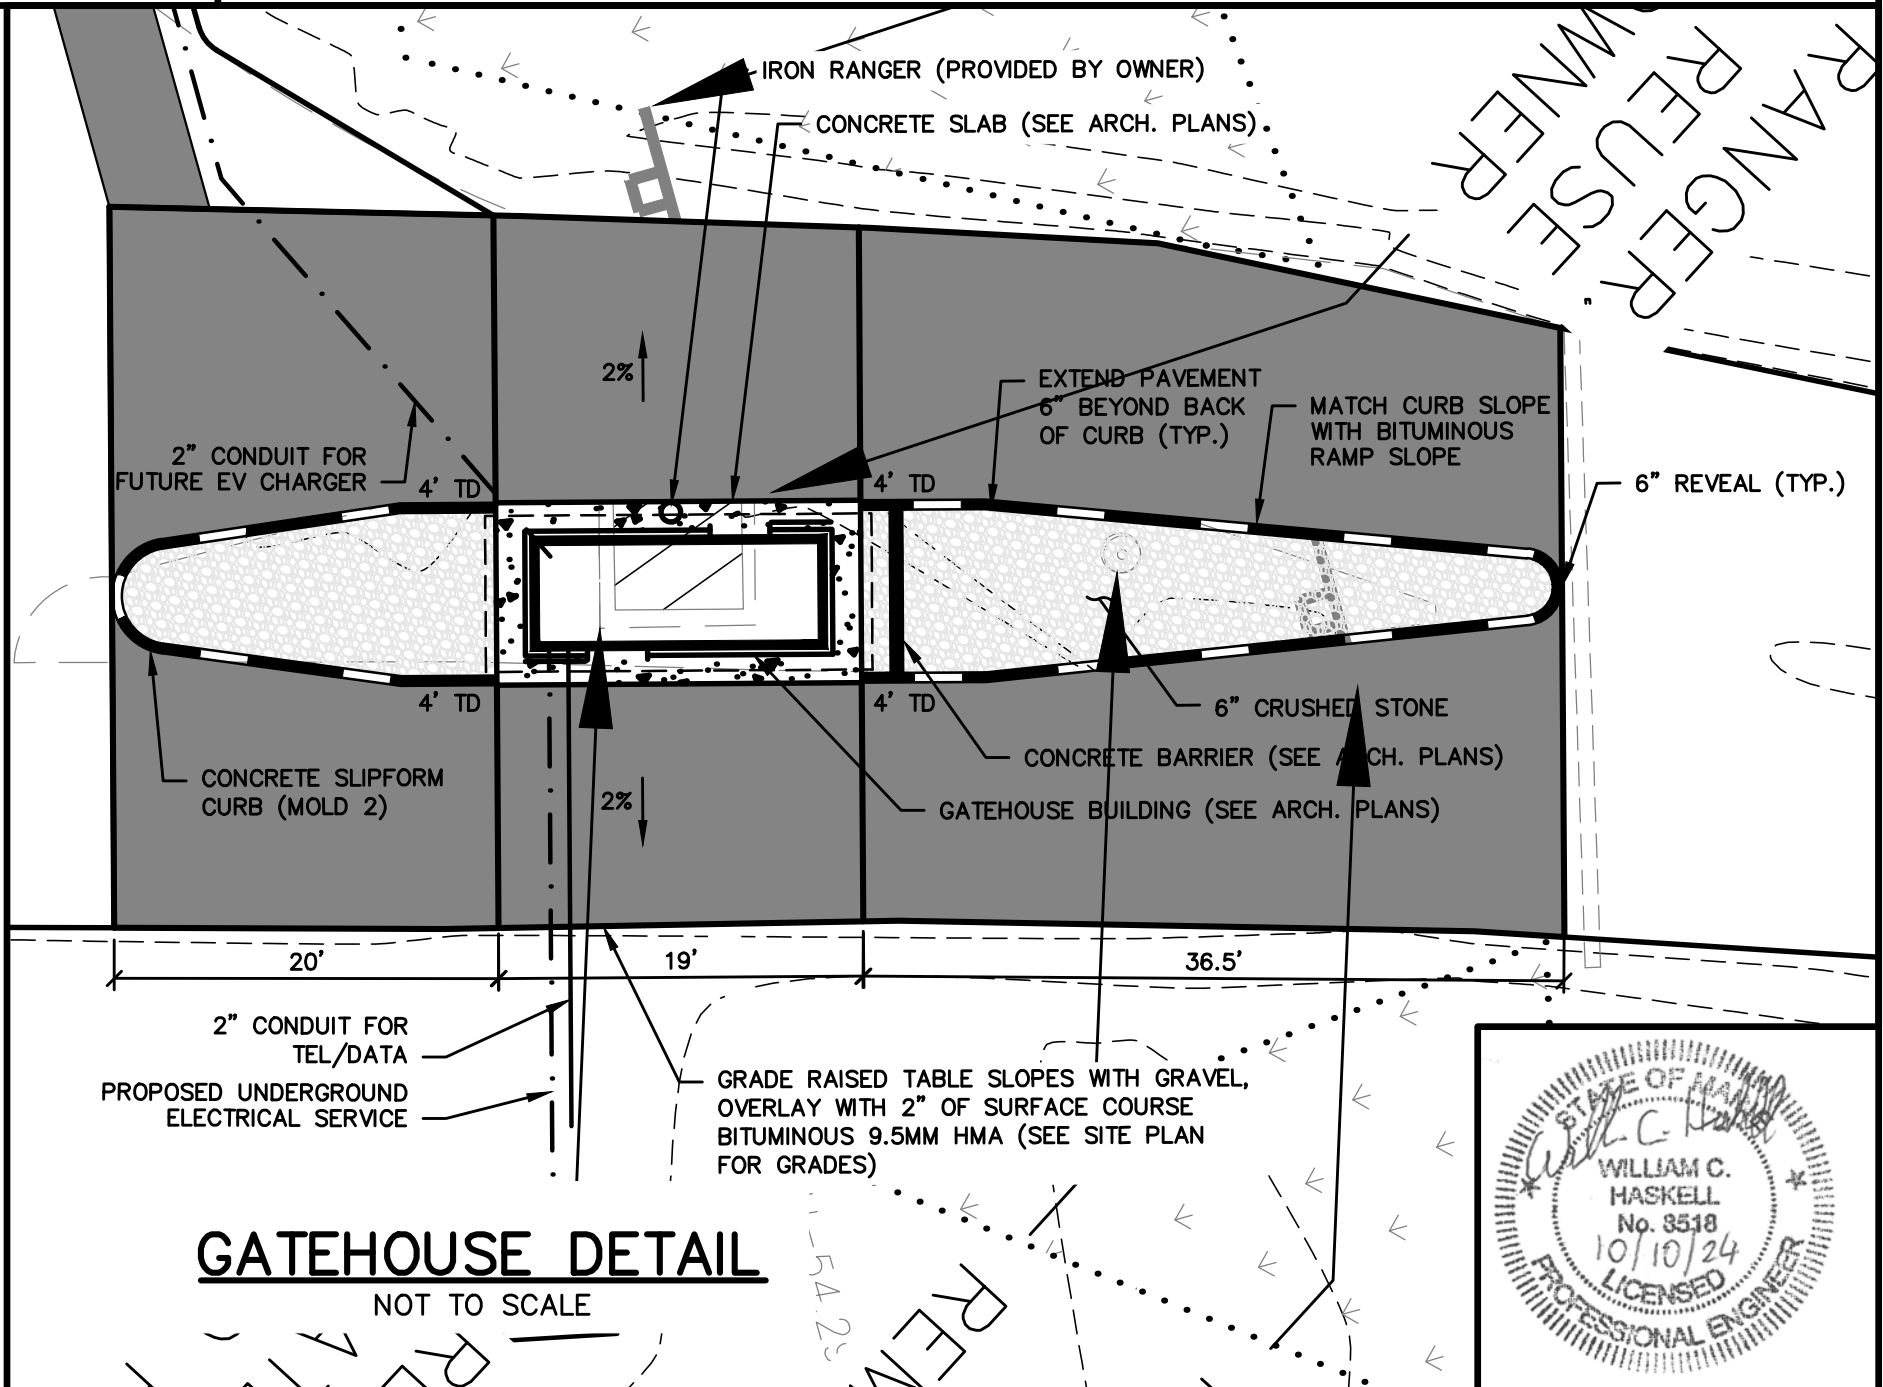 IRON RANGER (PROVIDED BY OWNER)
CONCRETE SLAB (SEE ARCH. PLANS)
WNER
REUSE
RANGER
2%
EXTEND PAVEMENT
6" BEYOND BACK
OF CURB (TYP.)
MATCH CURB SLOPE
WITH BITUMINOUS
RAMP SLOPE
2" CONDUIT FOR
FUTURE EV CHARGER
4' TD
4' TD
6" REVEAL (TYP.)
4' TD
4' TD
6" CRUSHED STONE
CONCRETE BARRIER (SEE ARCH. PLANS)
CONCRETE SLIPFORM
CURB (MOLD 2)
2%
GATEHOUSE BUILDING (SEE ARCH. PLANS)
20'
19'
36.5'
2" CONDUIT FOR
TEL/DATA
PROPOSED UNDERGROUND
ELECTRICAL SERVICE
GRADE RAISED TABLE SLOPES WITH GRAVEL,
OVERLAY WITH 2" OF SURFACE COURSE
BITUMINOUS 9.5MM HMA (SEE SITE PLAN
FOR GRADES)
GATEHOUSE DETAIL
NOT TO SCALE
54.29
REM
STATE OF MAINE
WILLIAM C.
HASKELL
No. 8518
10/10/24
LICENSED
PROFESSIONAL ENGINEER